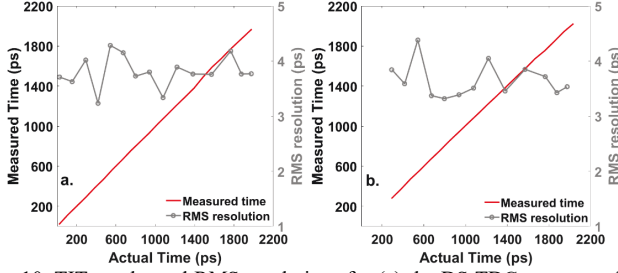 2200
1800
1400
1000
600
200
Measured Time (ps)
5
4
3
2
1
RMS resolution (ps)
a.
Measured time
RMS resolution
200 600 1000 1400 1800 2200
Actual Time (ps)
2200
1800
1400
1000
600
200
Measured Time (ps)
5
4
3
2
1
RMS resolution (ps)
b.
Measured time
RMS resolution
200 600 1000 1400 1800 2200
Actual Time (ps)